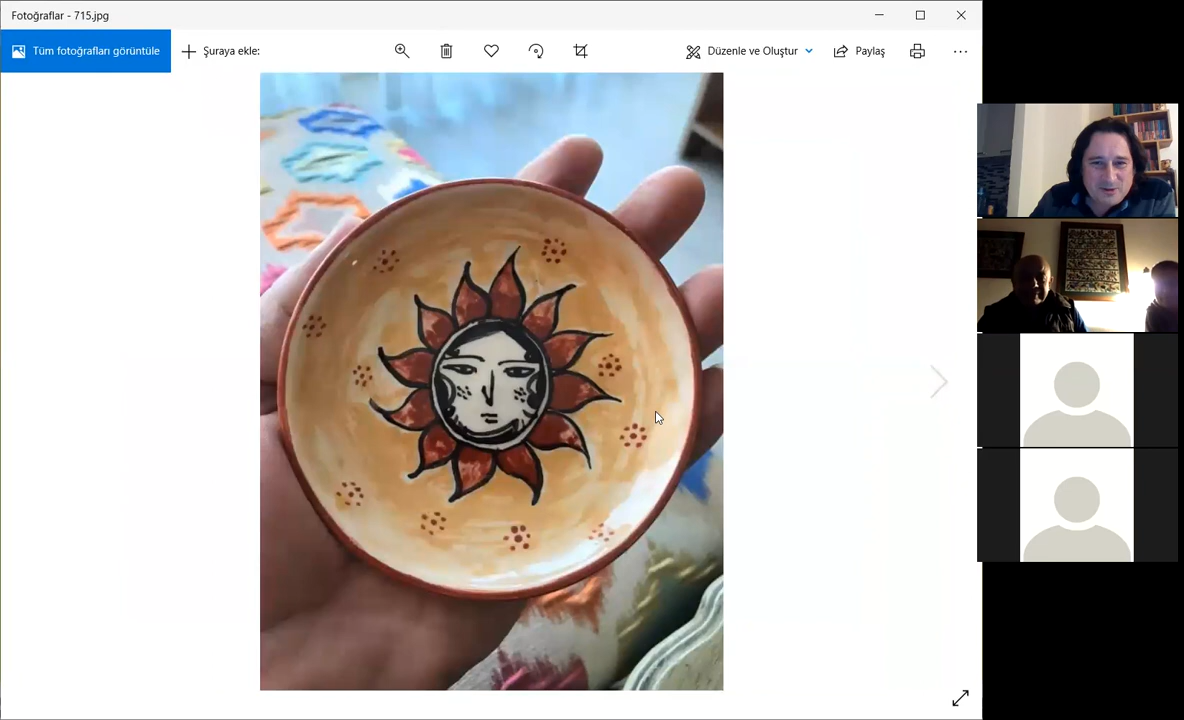 Fotoğraflar - 715.jpg
Tüm fotoğrafları görüntüle
Şuraya ekle:
Düzenle ve Oluştur
Paylaş